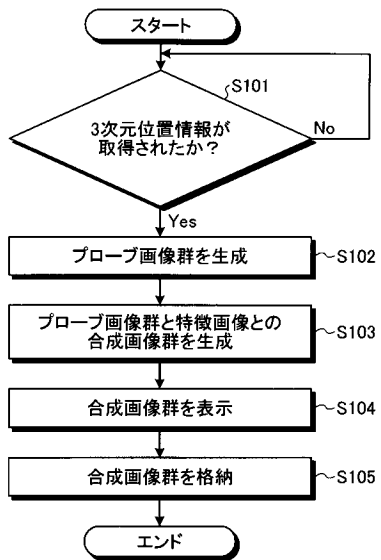 スタート
S101
3次元位置情報が
取得されたか?
No
Yes
プローブ画像群を生成
S102
プローブ画像群と特徴画像との
合成画像群を生成
S103
合成画像群を表示
S104
合成画像群を格納
S105
エンド